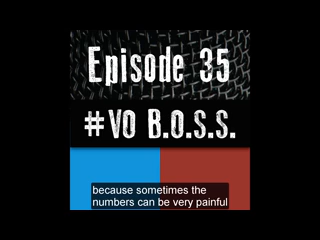 Episode 35
#VO B.O.S.S.
because sometimes the
numbers can be very painful